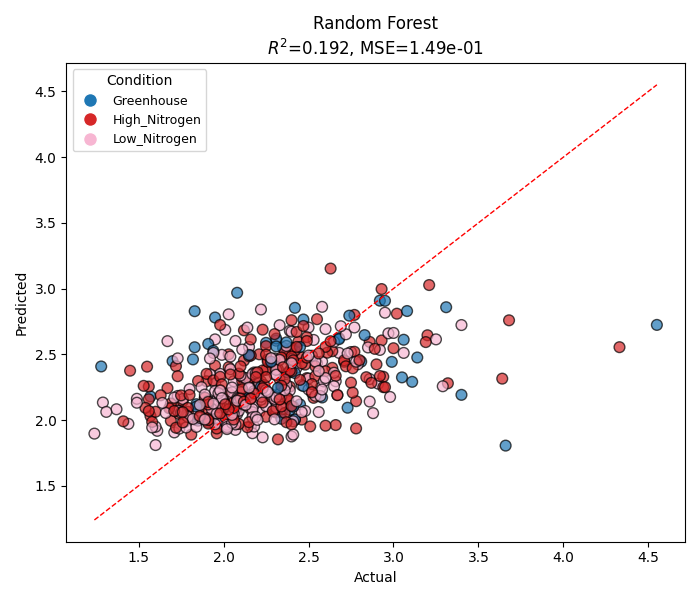 Random Forest
R²=0.192, MSE=1.49e-01
Condition
Greenhouse
High_Nitrogen
Low_Nitrogen
Predicted
4.5
4.0
3.5
3.0
2.5
2.0
1.5
1.5 2.0 2.5 3.0 3.5 4.0 4.5
Actual